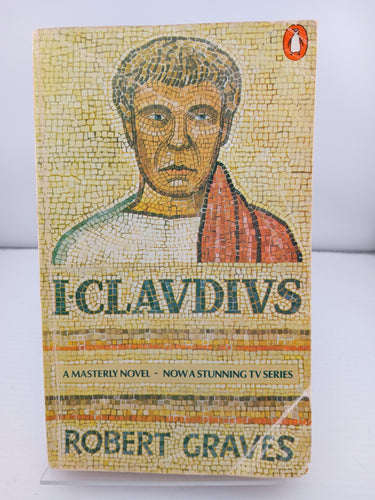 I·CLAVDIVS
A MASTERLY NOVEL - NOW A STUNNING TV SERIES
ROBERT GRAVES